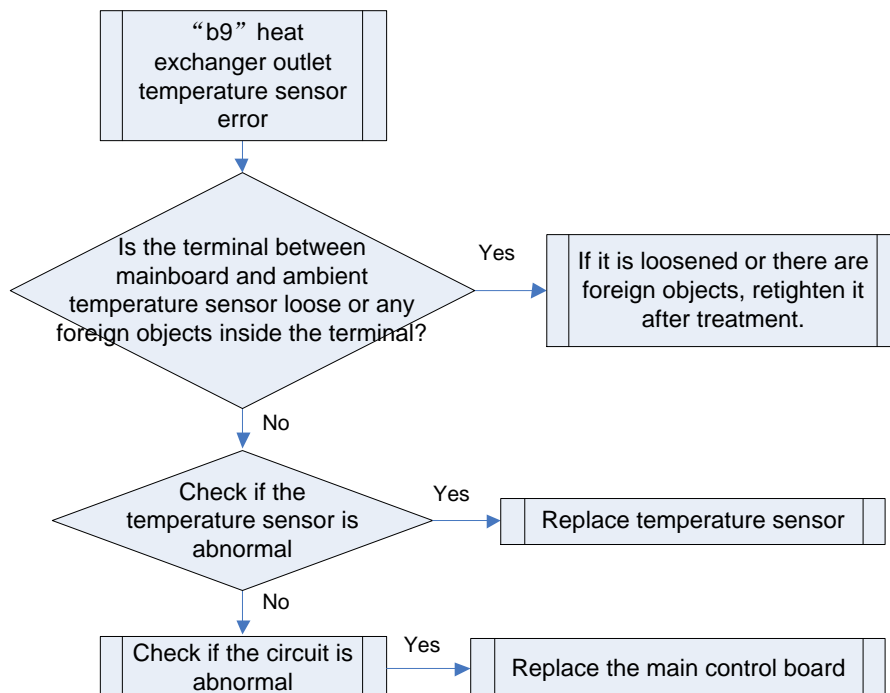 “b9” heat
exchanger outlet
temperature sensor
error
Is the terminal between
mainboard and ambient
temperature sensor loose or any
foreign objects inside the terminal?
Yes
If it is loosened or there are
foreign objects, retighten it
after treatment.
No
Check if the
temperature sensor is
abnormal
Yes
Replace temperature sensor
No
Check if the circuit is
abnormal
Yes
Replace the main control board